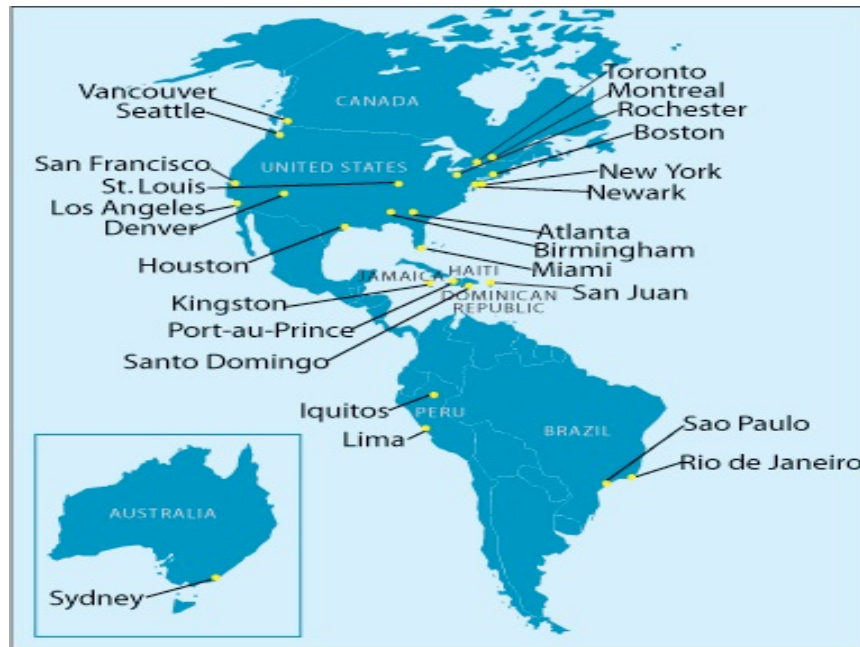 Toronto
Montreal
Vancouver
CANADA
Rochester
Seattle
Boston
San Francisco
UNITED STATES
New York
St. Louis
Newark
Los Angeles
Denver
Atlanta
Birmingham
Houston
Miami
JAMAICA
HAITI
Kingston
San Juan
DOMINICAN
REPUBLIC
Port-au-Prince
Santo Domingo
Iquitos
PERU
Lima
BRAZIL
Sao Paulo
Rio de Janeiro
AUSTRALIA
Sydney